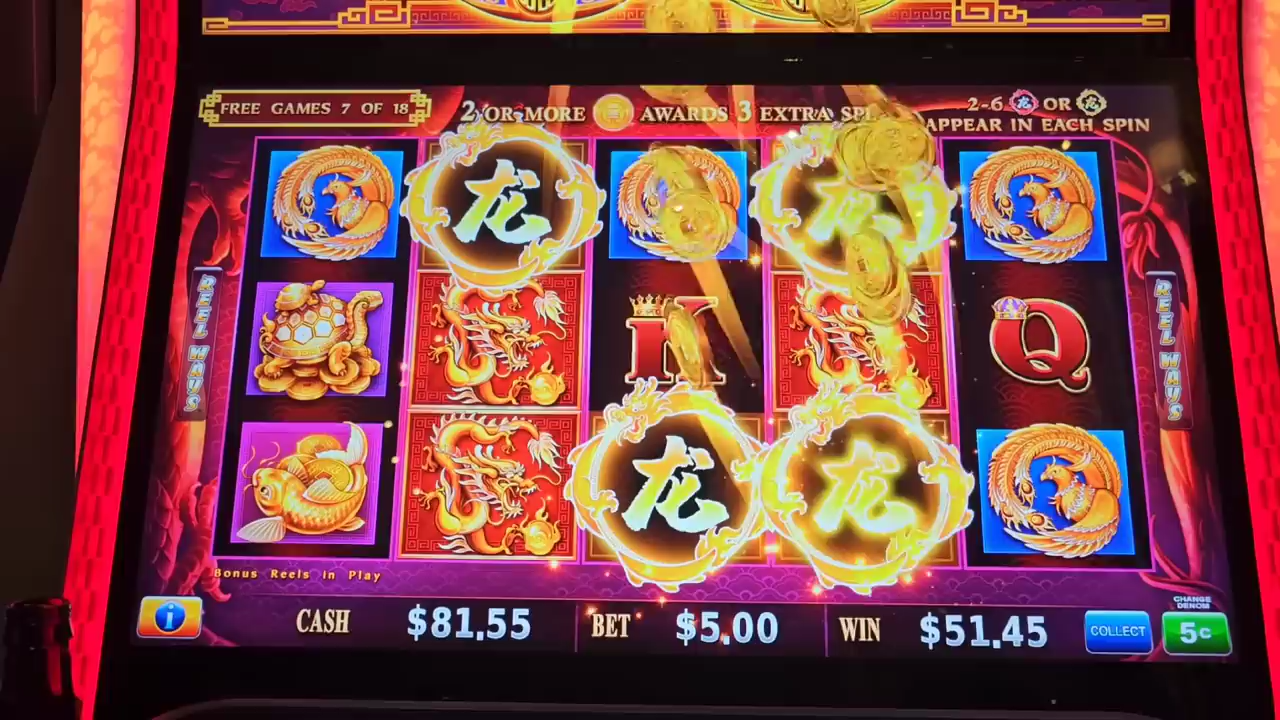 FREE GAMES 7 OF 18
2 OR MORE AWARDS 3 EXTRA
2-6 龙 OR 龙
APPEAR IN EACH SPIN
龙 龙
REEL WAYS
K Q
REEL WAYS
龙 龙
Bonus Reels in Play
CASH $81.55 BET $5.00 WIN $51.45
COLLECT
CHANGE
DENOM
5¢
i